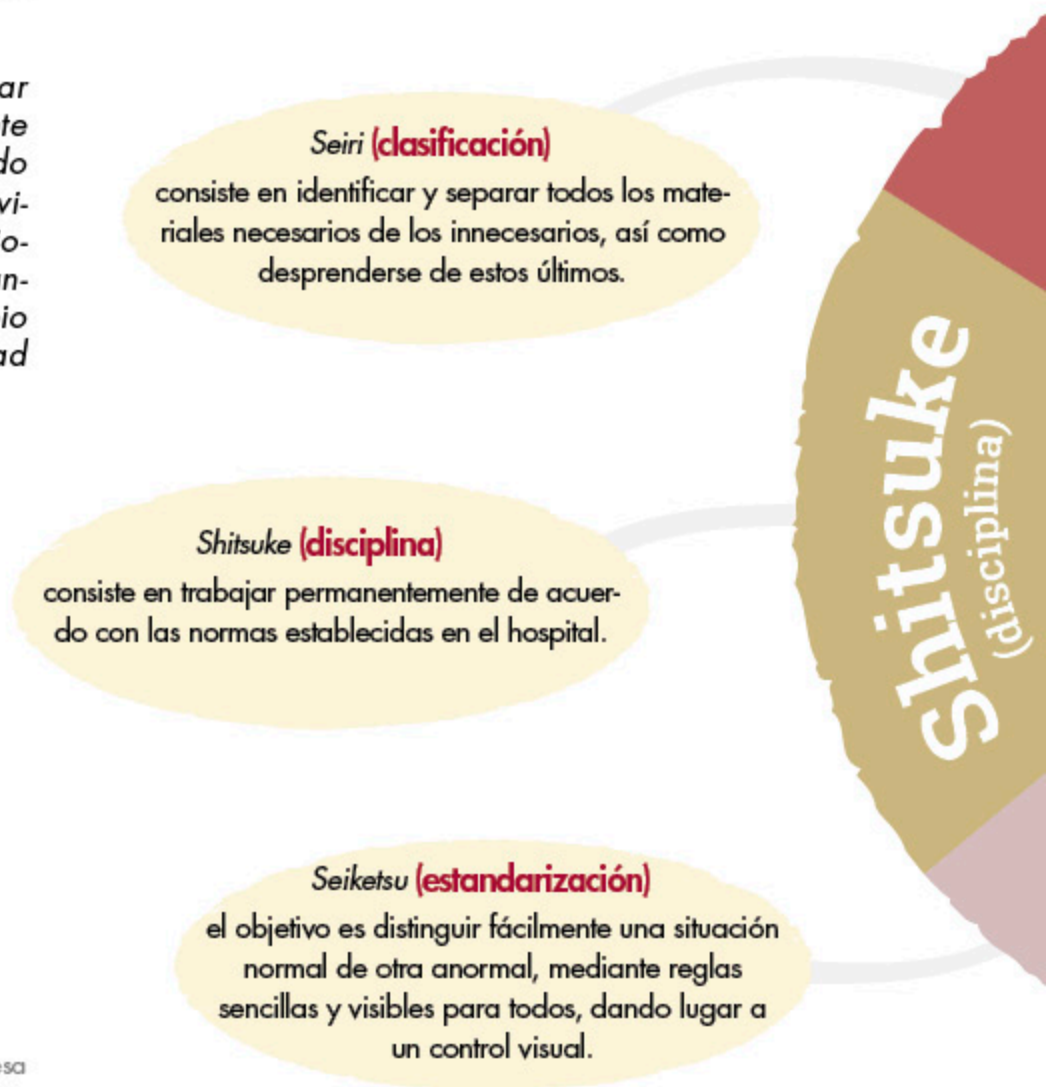 Seiri (clasificación)
consiste en identificar y separar todos los mate-
riales necesarios de los innecesarios, así como
desprenderse de estos últimos.
Shitsuke (disciplina)
consiste en trabajar permanentemente de acuer-
do con las normas establecidas en el hospital.
Seiketsu (estandarización)
el objetivo es distinguir fácilmente una situación
normal de otra anormal, mediante reglas
sencillas y visibles para todos, dando lugar a
un control visual.
Shitsuke
(disciplina)